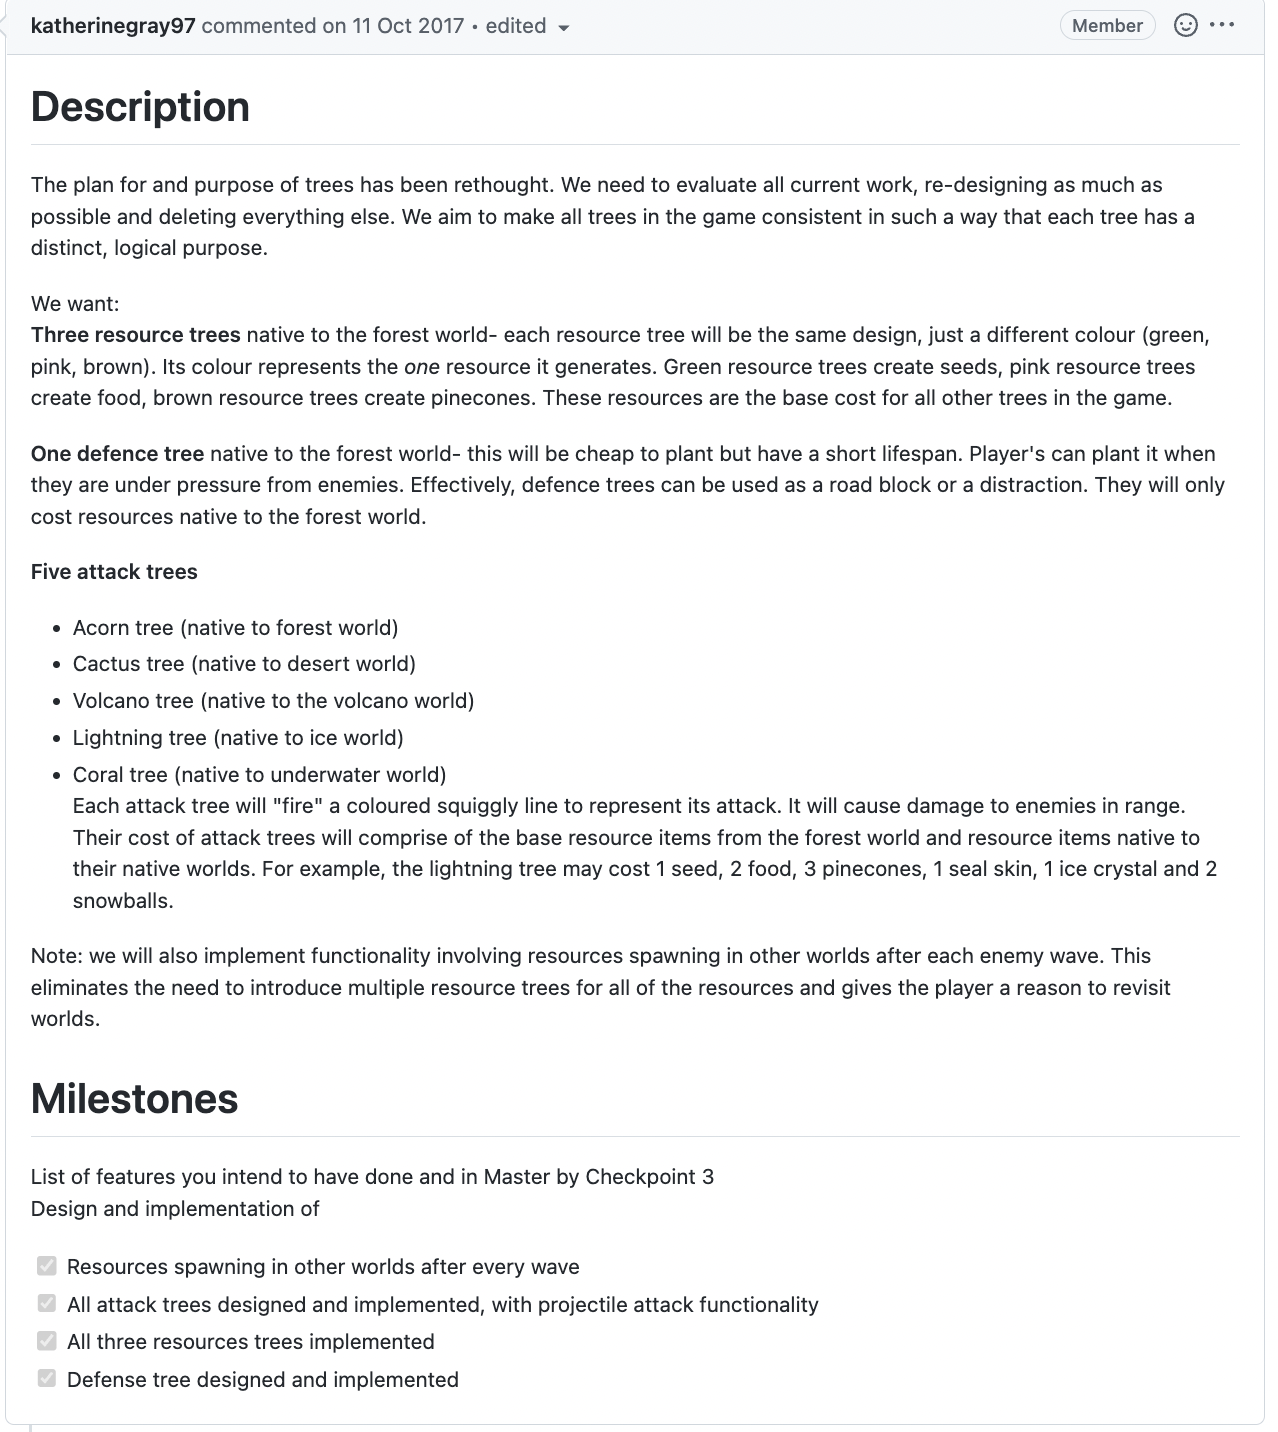 katherinegray97 commented on 11 Oct 2017 • edited
Member
Description
The plan for and purpose of trees has been rethought. We need to evaluate all current work, re-designing as much as
possible and deleting everything else. We aim to make all trees in the game consistent in such a way that each tree has a
distinct, logical purpose.
We want:
Three resource trees native to the forest world- each resource tree will be the same design, just a different colour (green,
pink, brown). Its colour represents the one resource it generates. Green resource trees create seeds, pink resource trees
create food, brown resource trees create pinecones. These resources are the base cost for all other trees in the game.
One defence tree native to the forest world- this will be cheap to plant but have a short lifespan. Player's can plant it when
they are under pressure from enemies. Effectively, defence trees can be used as a road block or a distraction. They will only
cost resources native to the forest world.
Five attack trees
• Acorn tree (native to forest world)
• Cactus tree (native to desert world)
• Volcano tree (native to the volcano world)
• Lightning tree (native to ice world)
• Coral tree (native to underwater world)
Each attack tree will "fire" a coloured squiggly line to represent its attack. It will cause damage to enemies in range.
Their cost of attack trees will comprise of the base resource items from the forest world and resource items native to
their native worlds. For example, the lightning tree may cost 1 seed, 2 food, 3 pinecones, 1 seal skin, 1 ice crystal and 2
snowballs.
Note: we will also implement functionality involving resources spawning in other worlds after each enemy wave. This
eliminates the need to introduce multiple resource trees for all of the resources and gives the player a reason to revisit
worlds.
Milestones
List of features you intend to have done and in Master by Checkpoint 3
Design and implementation of
Resources spawning in other worlds after every wave
All attack trees designed and implemented, with projectile attack functionality
All three resources trees implemented
Defense tree designed and implemented